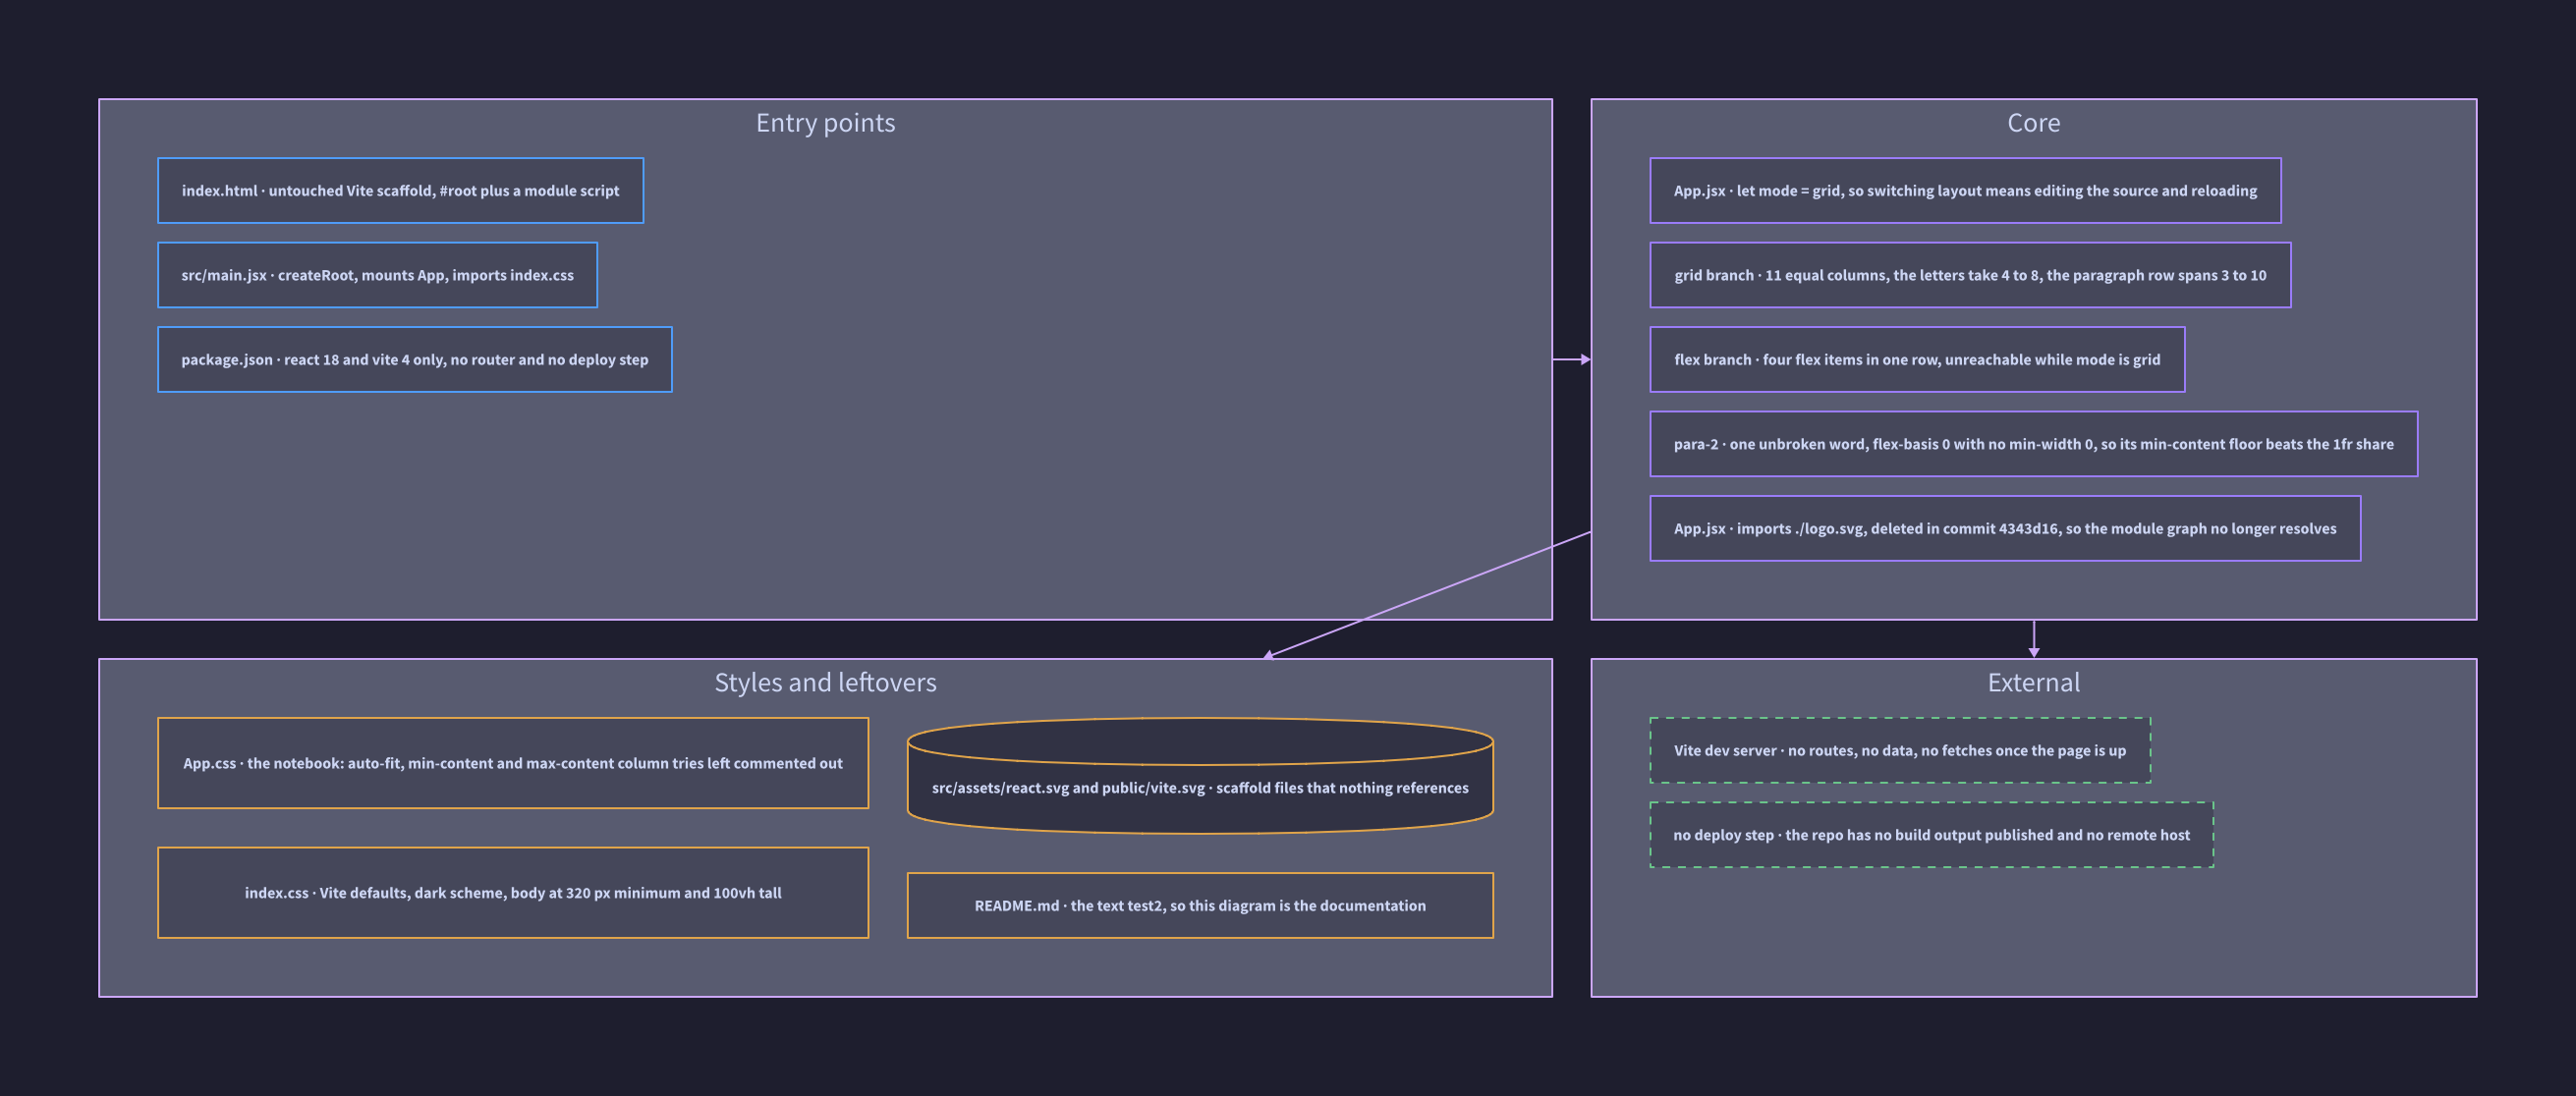 Entry points
index.html · untouched Vite scaffold, #root plus a module script
src/main.jsx · createRoot, mounts App, imports index.css
package.json · react 18 and vite 4 only, no router and no deploy step
Core
App.jsx · let mode = grid, so switching layout means editing the source and reloading
grid branch · 11 equal columns, the letters take 4 to 8, the paragraph row spans 3 to 10
flex branch · four flex items in one row, unreachable while mode is grid
para-2 · one unbroken word, flex-basis 0 with no min-width 0, so its min-content floor beats the 1fr share
App.jsx · imports ./logo.svg, deleted in commit 4343d16, so the module graph no longer resolves
Styles and leftovers
App.css · the notebook: auto-fit, min-content and max-content column tries left commented out
src/assets/react.svg and public/vite.svg · scaffold files that nothing references
index.css · Vite defaults, dark scheme, body at 320 px minimum and 100vh tall
README.md · the text test2, so this diagram is the documentation
External
Vite dev server · no routes, no data, no fetches once the page is up
no deploy step · the repo has no build output published and no remote host